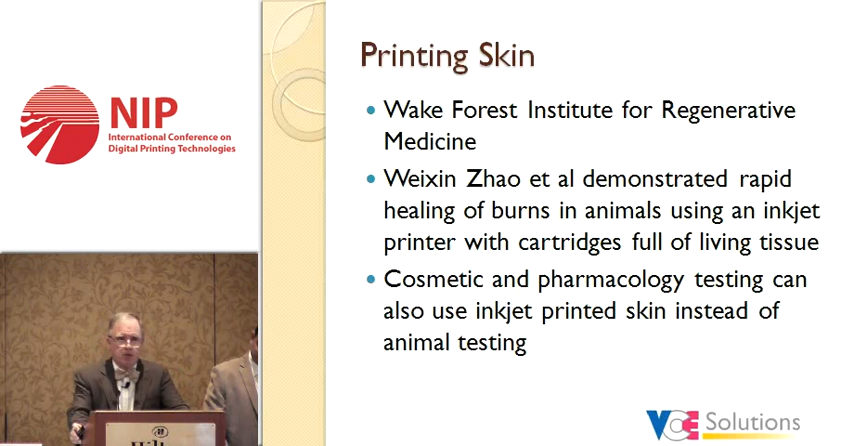 NIP
International Conference on
Digital Printing Technologies
Printing Skin
• Wake Forest Institute for Regenerative
Medicine
• Weixin Zhao et al demonstrated rapid
healing of burns in animals using an inkjet
printer with cartridges full of living tissue
• Cosmetic and pharmacology testing can
also use inkjet printed skin instead of
animal testing
VCE Solutions